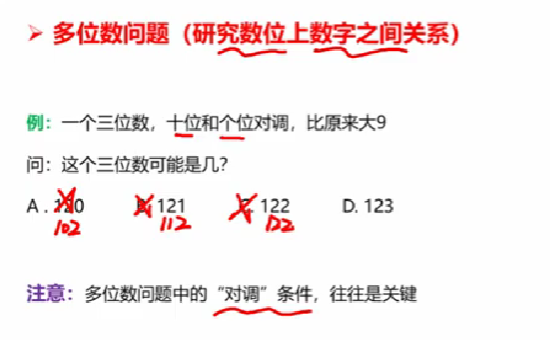 ➢ 多位数问题（研究数位上数字之间关系）
例：一个三位数，十位和个位对调，比原来大9
问：这个三位数可能是几？
A . 120 B. 121 C. 122 D. 123
102 112 122
注意：多位数问题中的“对调”条件，往往是关键